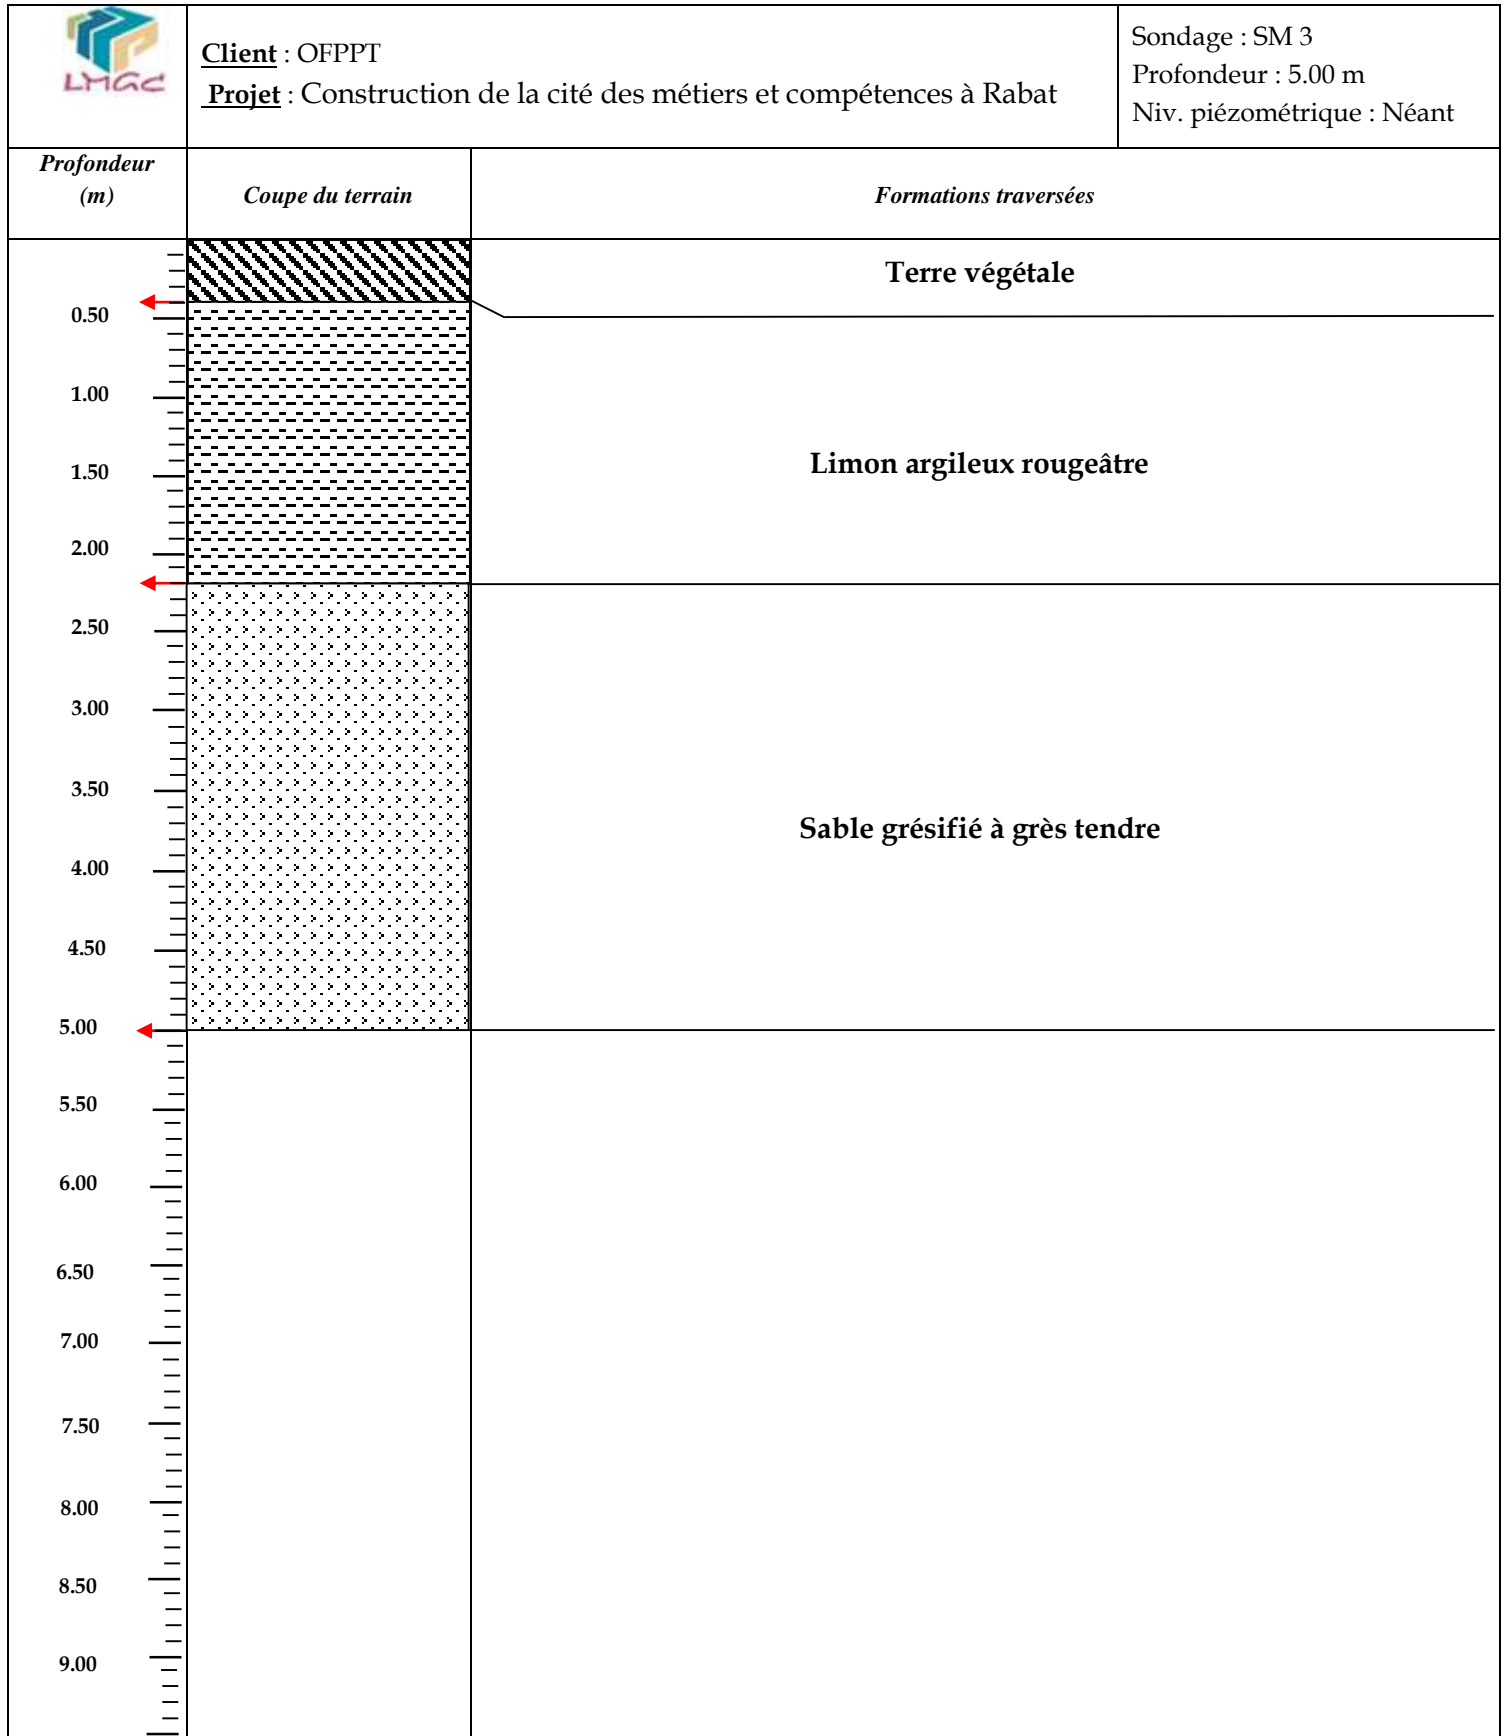 LMGC
Client : OFPPT
Projet : Construction de la cité des métiers et compétences à Rabat
Sondage : SM 3
Profondeur : 5.00 m
Niv. piézométrique : Néant
Profondeur
(m)
Coupe du terrain
Formations traversées
Terre végétale
0.50
1.00
Limon argileux rougeâtre
1.50
2.00
2.50
3.00
3.50
Sable grésifié à grès tendre
4.00
4.50
5.00
5.50
6.00
6.50
7.00
7.50
8.00
8.50
9.00